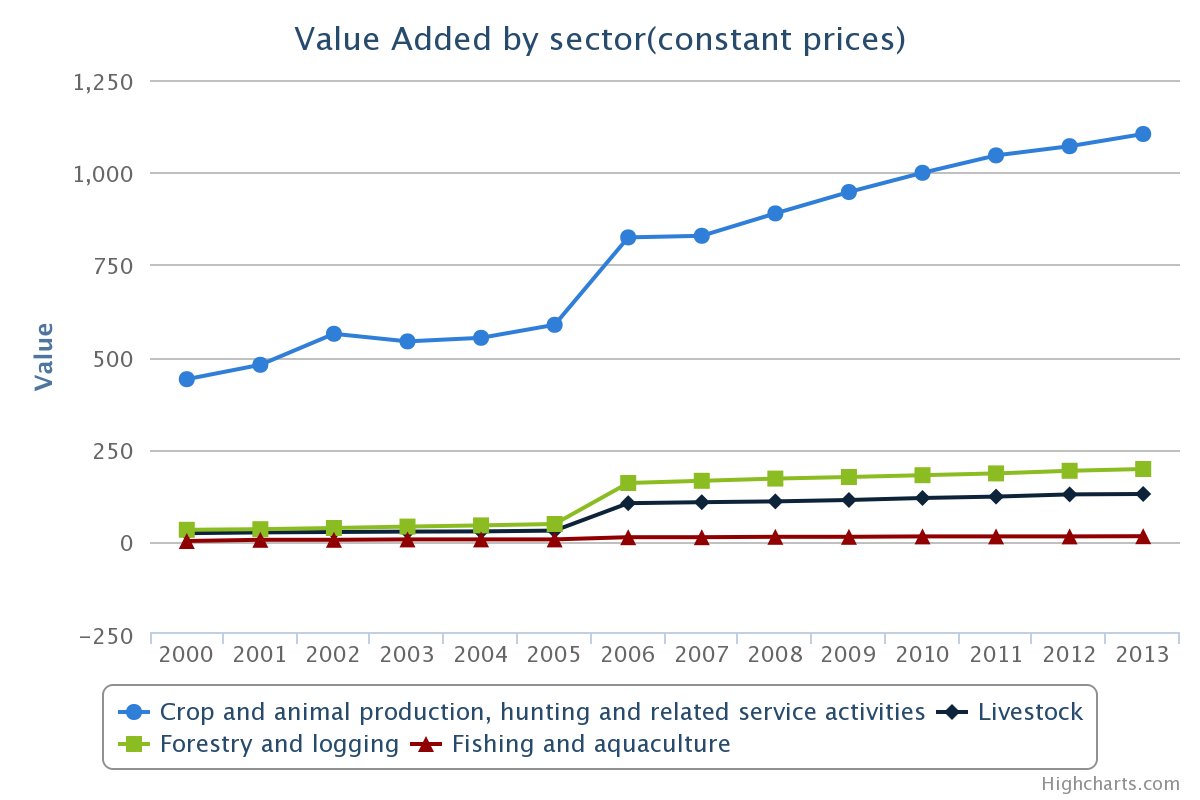 Value Added by sector(constant prices)
1,250
1,000
750
500
250
0
−250
Value
2000 2001 2002 2003 2004 2005 2006 2007 2008 2009 2010 2011 2012 2013
Crop and animal production, hunting and related service activities Livestock
Forestry and logging Fishing and aquaculture
Highcharts.com